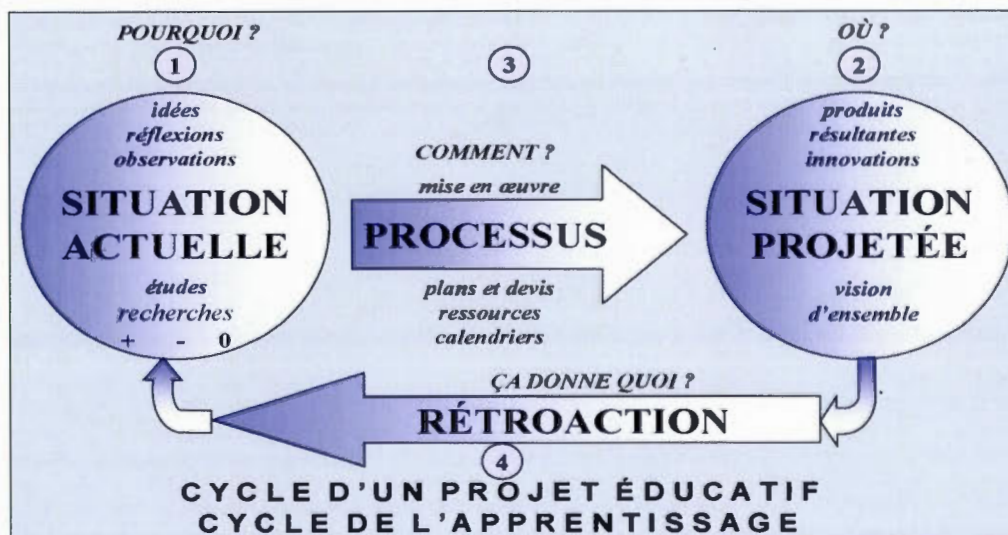 POURQUOI ?
1
idées
réflexions
observations
SITUATION
ACTUELLE
études
recherches
+ - 0
3
COMMENT ?
mise en œuvre
PROCESSUS
plans et devis
ressources
calendriers
OÙ ?
2
produits
résultantes
innovations
SITUATION
PROJETÉE
vision
d'ensemble
ÇA DONNE QUOI ?
RÉTROACTION
4
CYCLE D'UN PROJET ÉDUCATIF
CYCLE DE L'APPRENTISSAGE